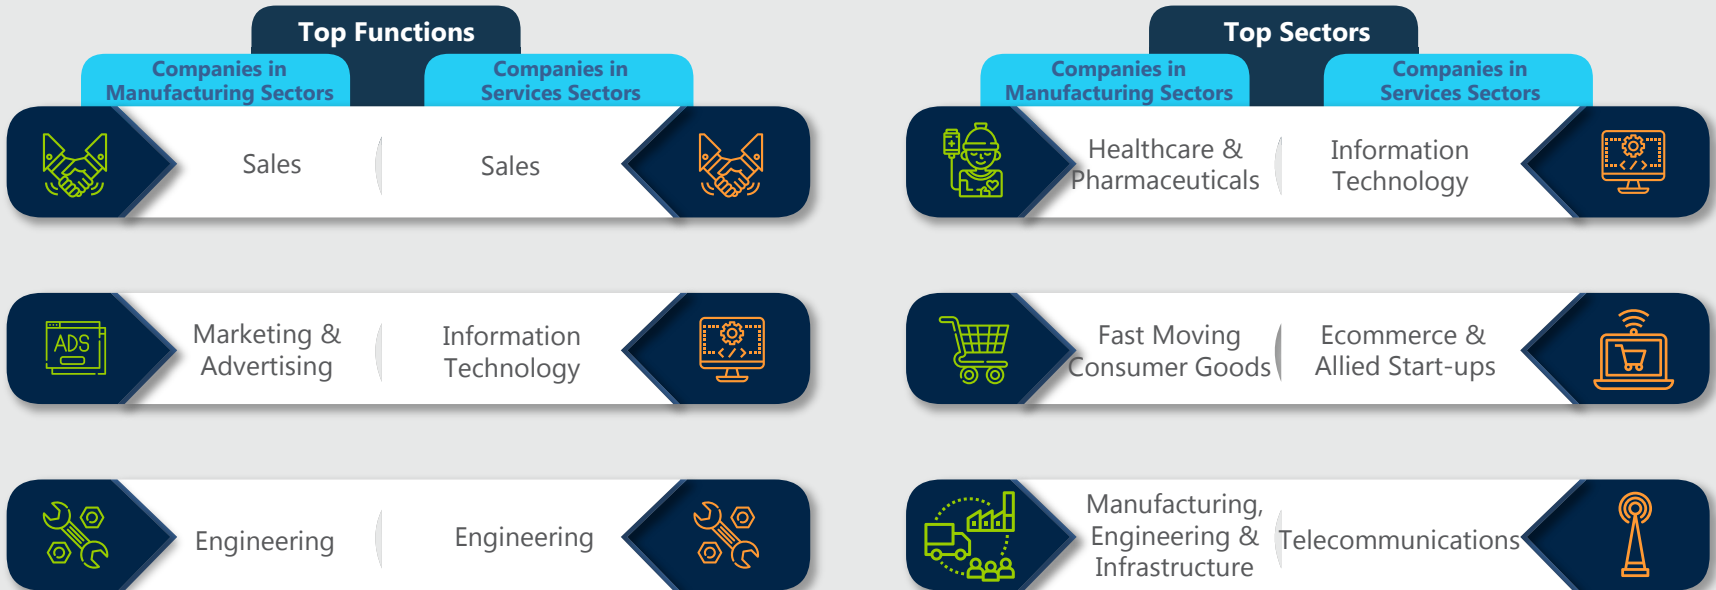 Top Functions
Companies in
Manufacturing Sectors
Companies in
Services Sectors
Sales
Sales
ADS
Marketing &
Advertising
Information
Technology
</>
Engineering
Engineering
Top Sectors
Companies in
Manufacturing Sectors
Companies in
Services Sectors
Healthcare &
Pharmaceuticals
Information
Technology
</>
Fast Moving
Consumer Goods
Ecommerce &
Allied Start-ups
Manufacturing,
Engineering &
Infrastructure
Telecommunications